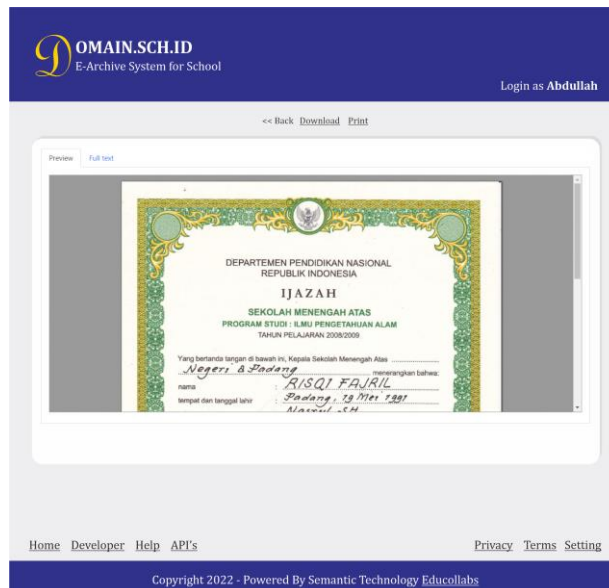 DOMAIN.SCH.ID
E-Archive System for School
Login as Abdullah
<< Back Download Print
Preview Full text
DEPARTEMEN PENDIDIKAN NASIONAL
REPUBLIK INDONESIA
IJAZAH
SEKOLAH MENENGAH ATAS
PROGRAM STUDI : ILMU PENGETAHUAN ALAM
TAHUN PELAJARAN 2008/2009
Yang bertanda tangan di bawah ini, Kepala Sekolah Menengah Atas
Negeri 8 Padang menerangkan bahwa:
nama : RISQI FAJRIL
tempat dan tanggal lahir : Padang, 19 Mei 1991
Home Developer Help API's Privacy Terms Setting
Copyright 2022 - Powered By Semantic Technology Educollabs